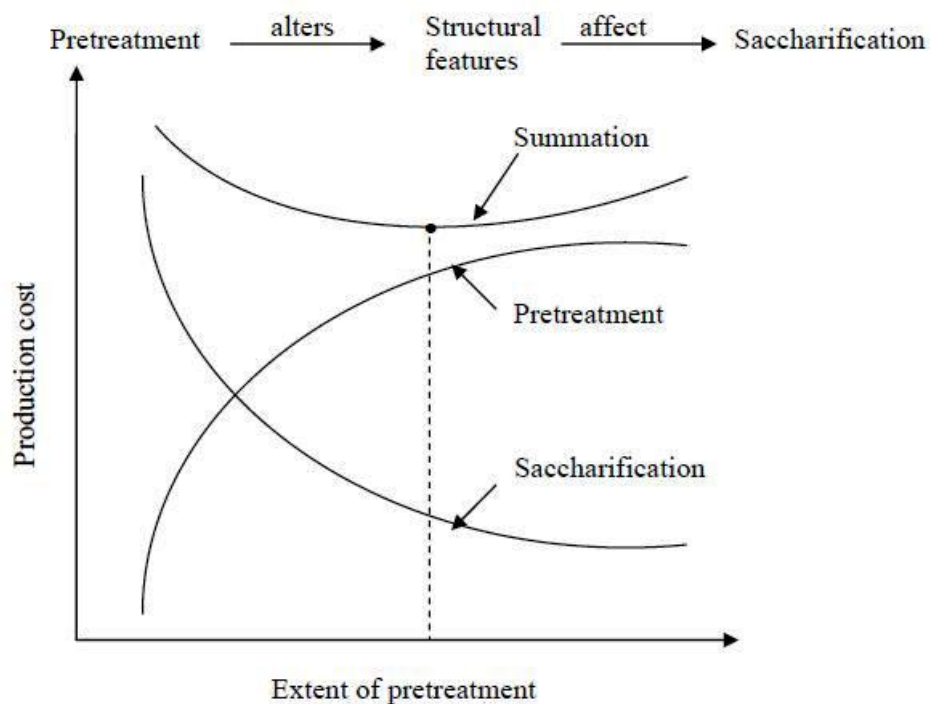 alters
affect
Pretreatment
Structural
features
Saccharification
Summation
Pretreatment
Saccharification
Production cost
Extent of pretreatment